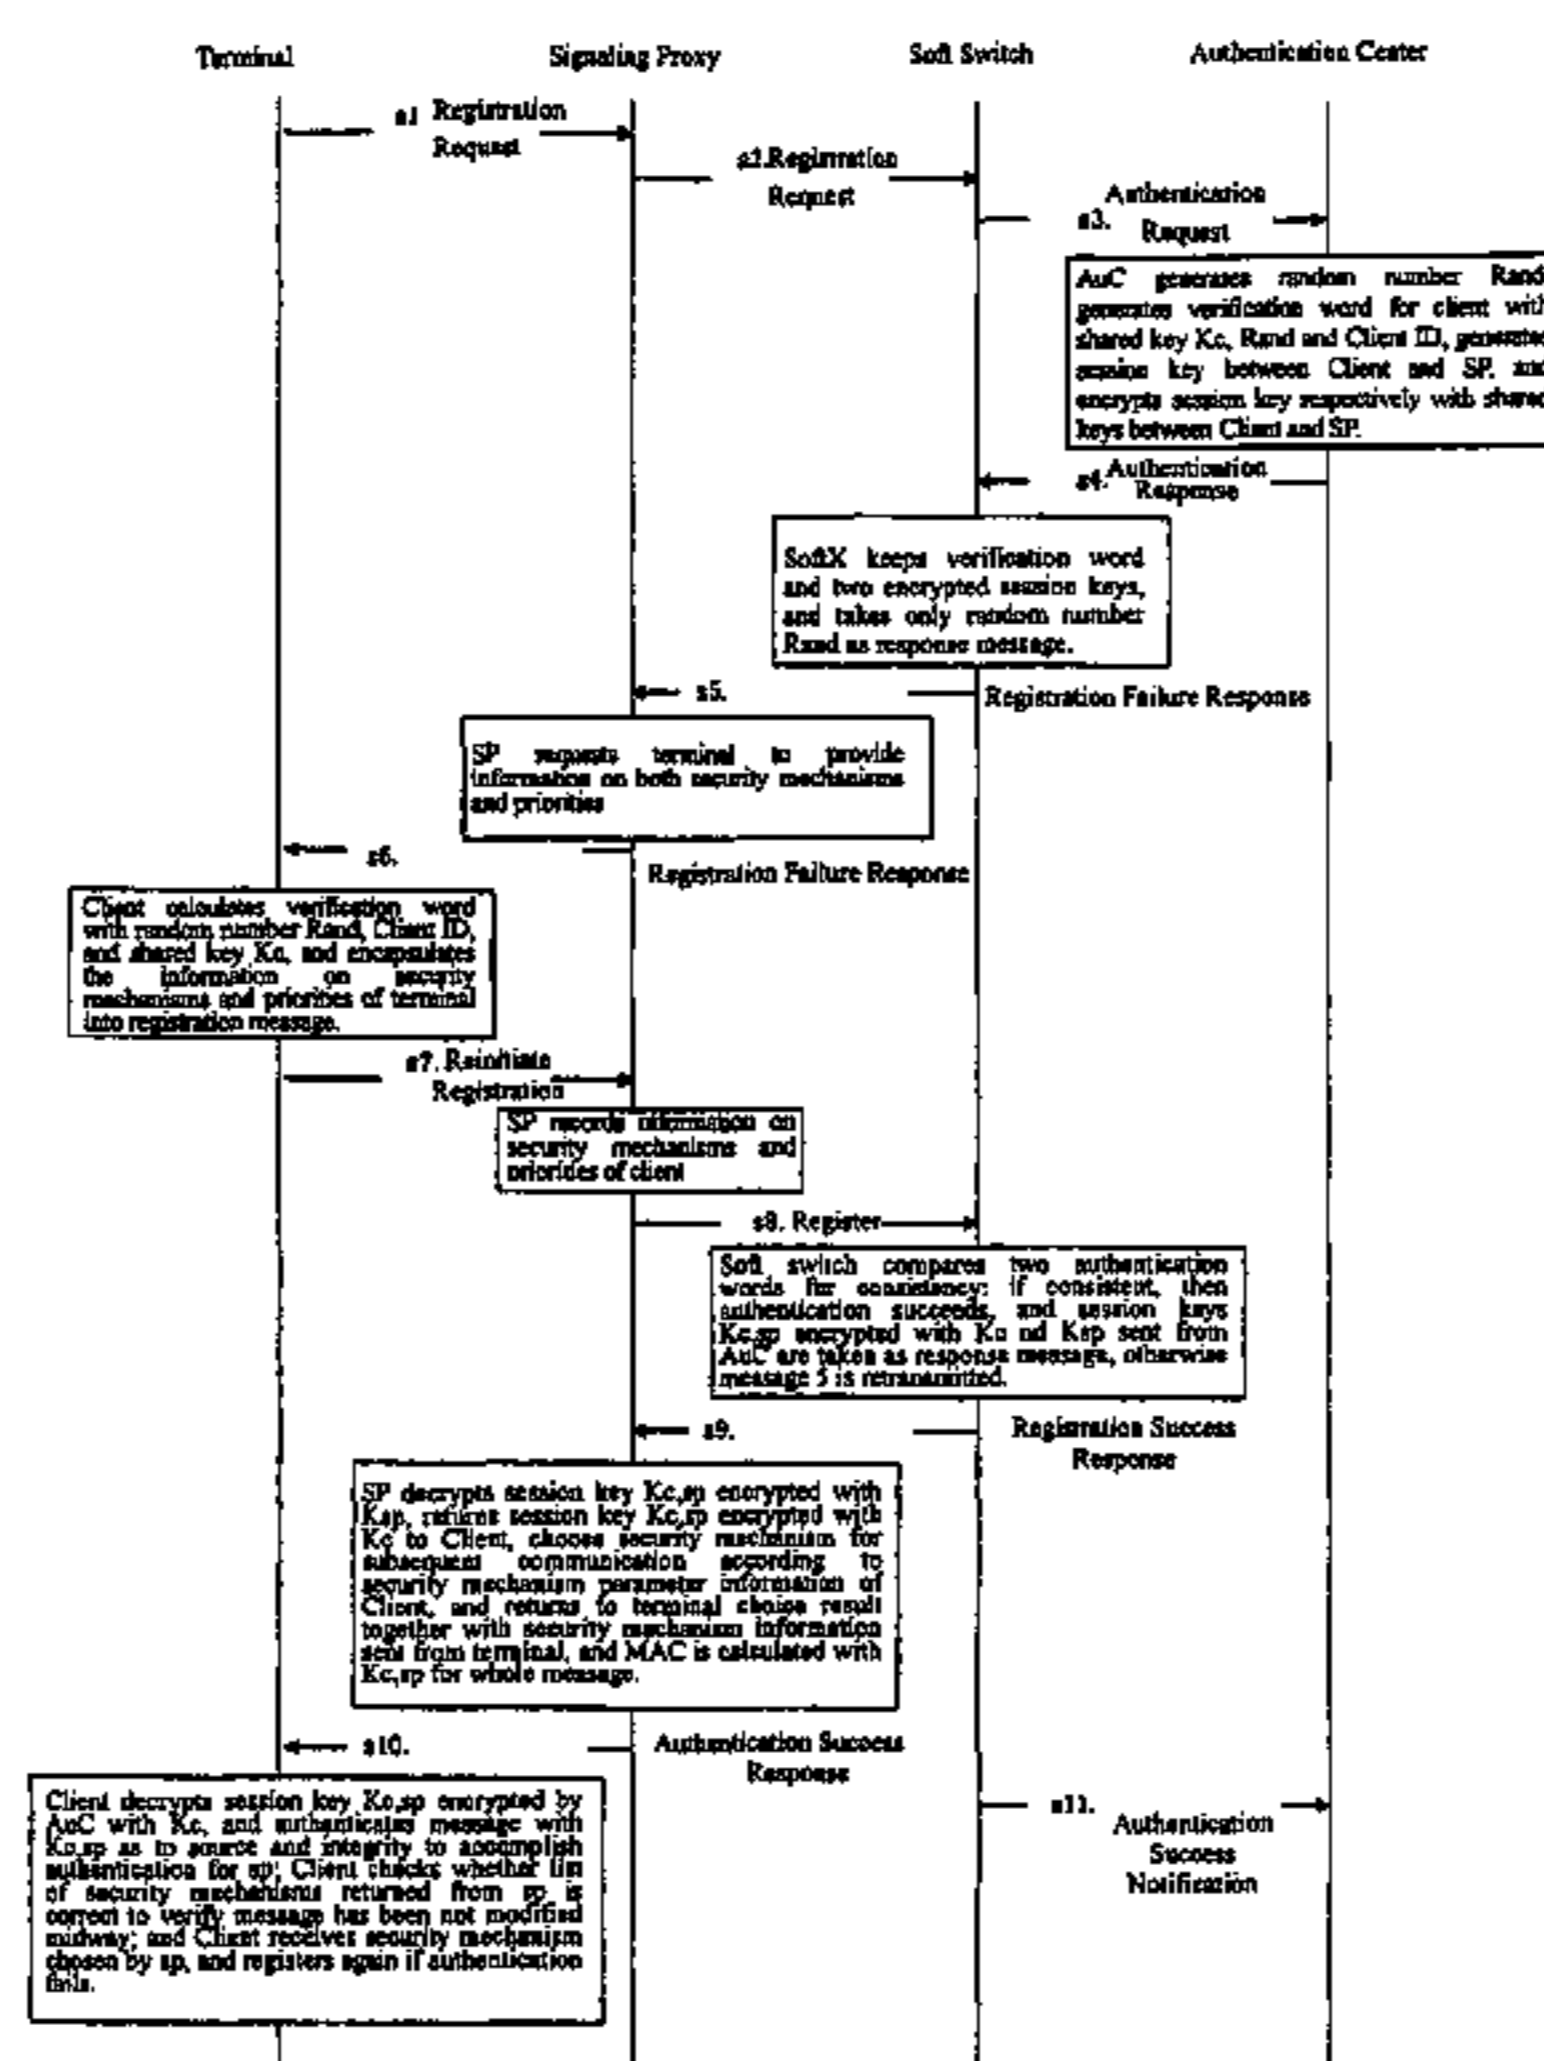 Terminal
Signaling Proxy
Soft Switch
Authentication Center
s1 Registration
Request
s2.Registration
Request
Authentication
s3. Request
AuC generates random number Rand
generates verification word for client with
shared key Kc, Rand and Client ID, generates
session key between Client and SP. and
encrypts session key respectively with shared
keys between Client and SP.
s4. Authentication
Response
SoftX keeps verification word
and two encrypted session keys,
and takes only random number
Rand as response message.
s5.
Registration Failure Response
SP requests terminal to provide
information on both security mechanisms
and priorities
s6.
Registration Failure Response
Client calculates verification word
with random number Rand, Client ID,
and shared key Kc, and encapsulates
the information on security
mechanisms and priorities of terminal
into registration message.
s7. Reinitiate
Registration
SP records information on
security mechanisms and
priorities of client
s8. Register
Soft switch compares two authentication
words for consistency: if consistent, then
authentication succeeds, and session keys
Kc,sp encrypted with Kc nd Ksp sent from
AuC are taken as response message, otherwise
message 5 is retransmitted.
s9.
Registration Success
Response
SP decrypts session key Kc,sp encrypted with
Ksp, returns session key Kc,sp encrypted with
Kc to Client, choose security mechanism for
subsequent communication according to
security mechanism parameter information of
Client, and returns to terminal choice result
together with security mechanism information
sent from terminal, and MAC is calculated with
Kc,sp for whole message.
s10.
Authentication Success
Response
s11.
Authentication
Success
Notification
Client decrypts session key Kc,sp encrypted by
AuC with Kc, and authenticates message with
Kc,sp as to source and integrity to accomplish
authentication for sp; Client checks whether list
of security mechanisms returned from sp is
correct to verify message has been not modified
midway; and Client receives security mechanism
chosen by sp, and registers again if authentication
fails.